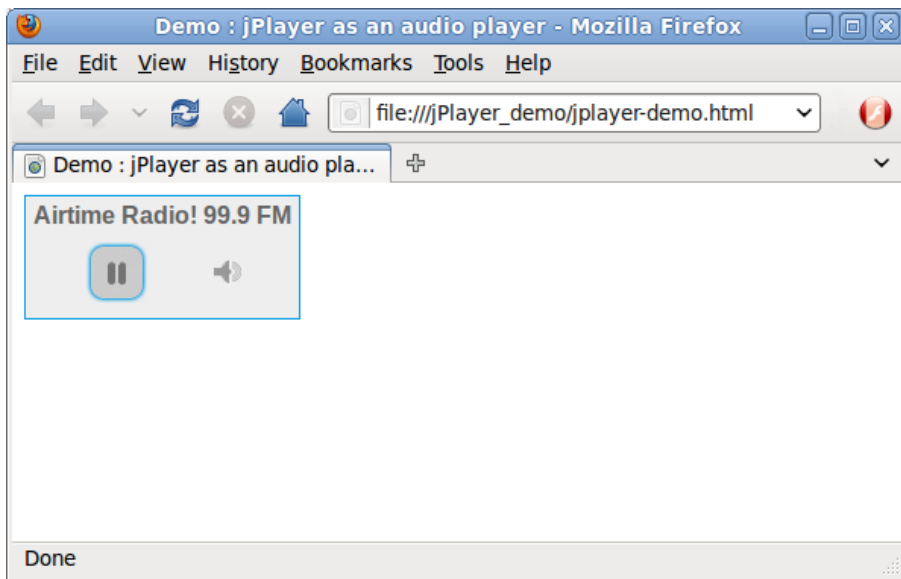 Demo : jPlayer as an audio player - Mozilla Firefox
File Edit View History Bookmarks Tools Help
file:///jPlayer_demo/jplayer-demo.html
Demo : jPlayer as an audio pla...
Airtime Radio! 99.9 FM
Done